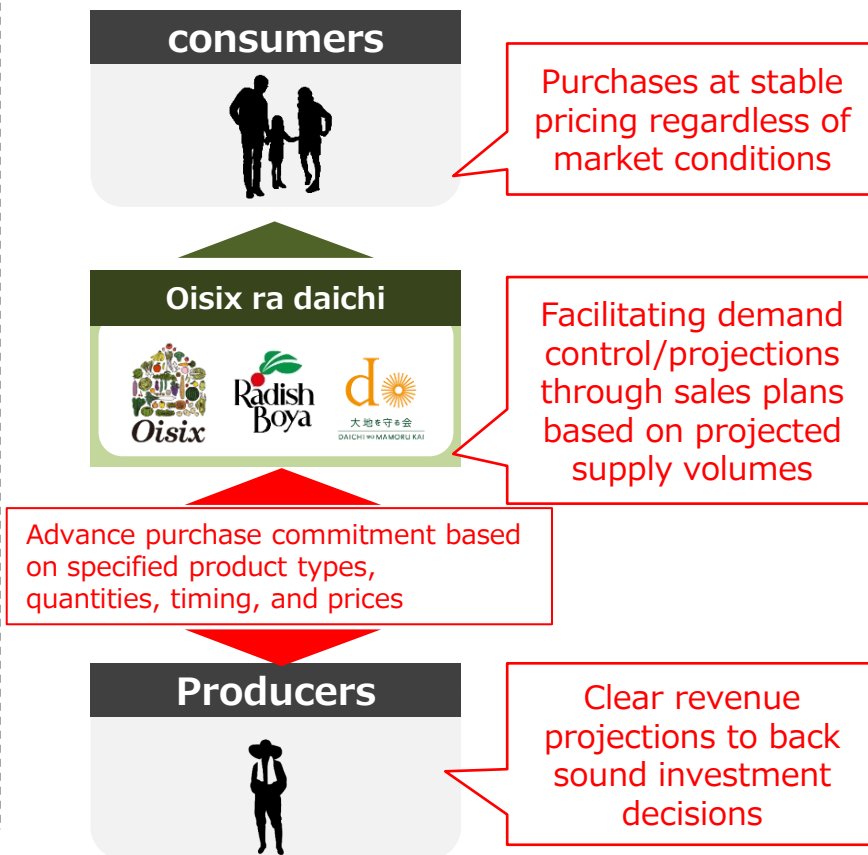 consumers
Purchases at stable
pricing regardless of
market conditions
Oisix ra daichi
Oisix
Radish
Boya
大地を守る会
DAICHI WO MAMORU KAI
Facilitating demand
control/projections
through sales plans
based on projected
supply volumes
Advance purchase commitment based
on specified product types,
quantities, timing, and prices
Producers
Clear revenue
projections to back
sound investment
decisions